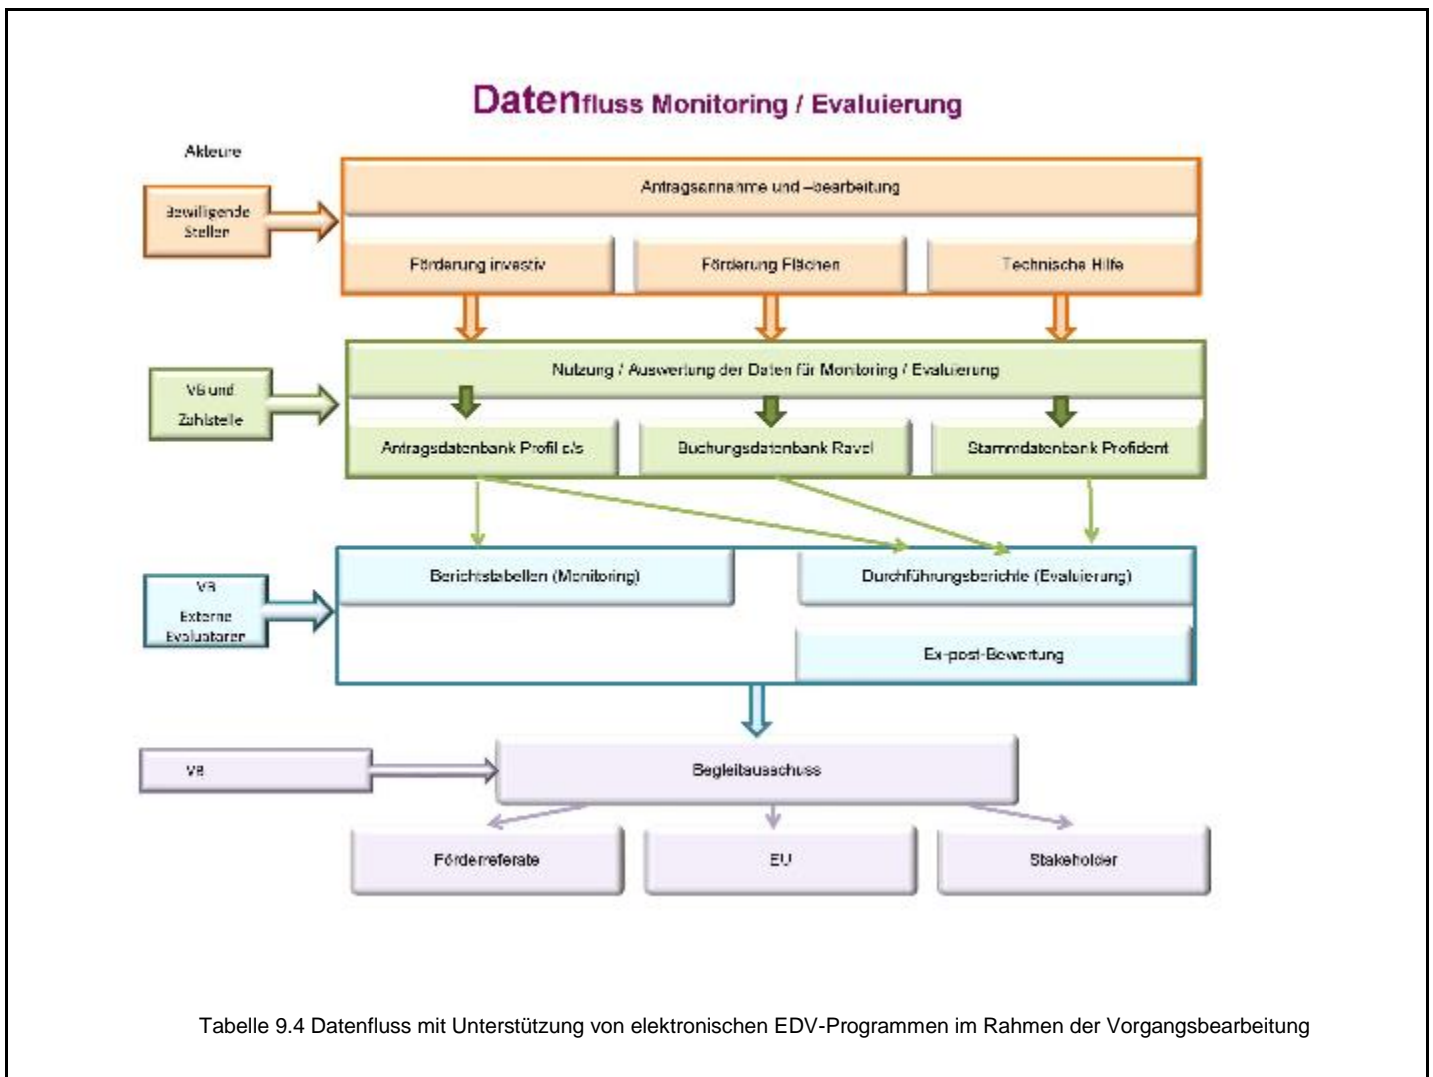 Datenfluss Monitoring / Evaluierung
Akteure
Bewilligende
Stellen
Antragsannahme und –bearbeitung
Förderung investiv
Förderung Flächen
Technische Hilfe
VB und
Zahlstelle
Nutzung / Auswertung der Daten für Monitoring / Evaluierung
Antragsdatenbank Profil c/s
Buchungsdatenbank Ravel
Stammdatenbank Profident
VB
Externe
Evaluatoren
Berichtstabellen (Monitoring)
Durchführungsberichte (Evaluierung)
Ex-post-Bewertung
VB
Begleitausschuss
Förderreferate
EU
Stakeholder
Tabelle 9.4 Datenfluss mit Unterstützung von elektronischen EDV-Programmen im Rahmen der Vorgangsbearbeitung